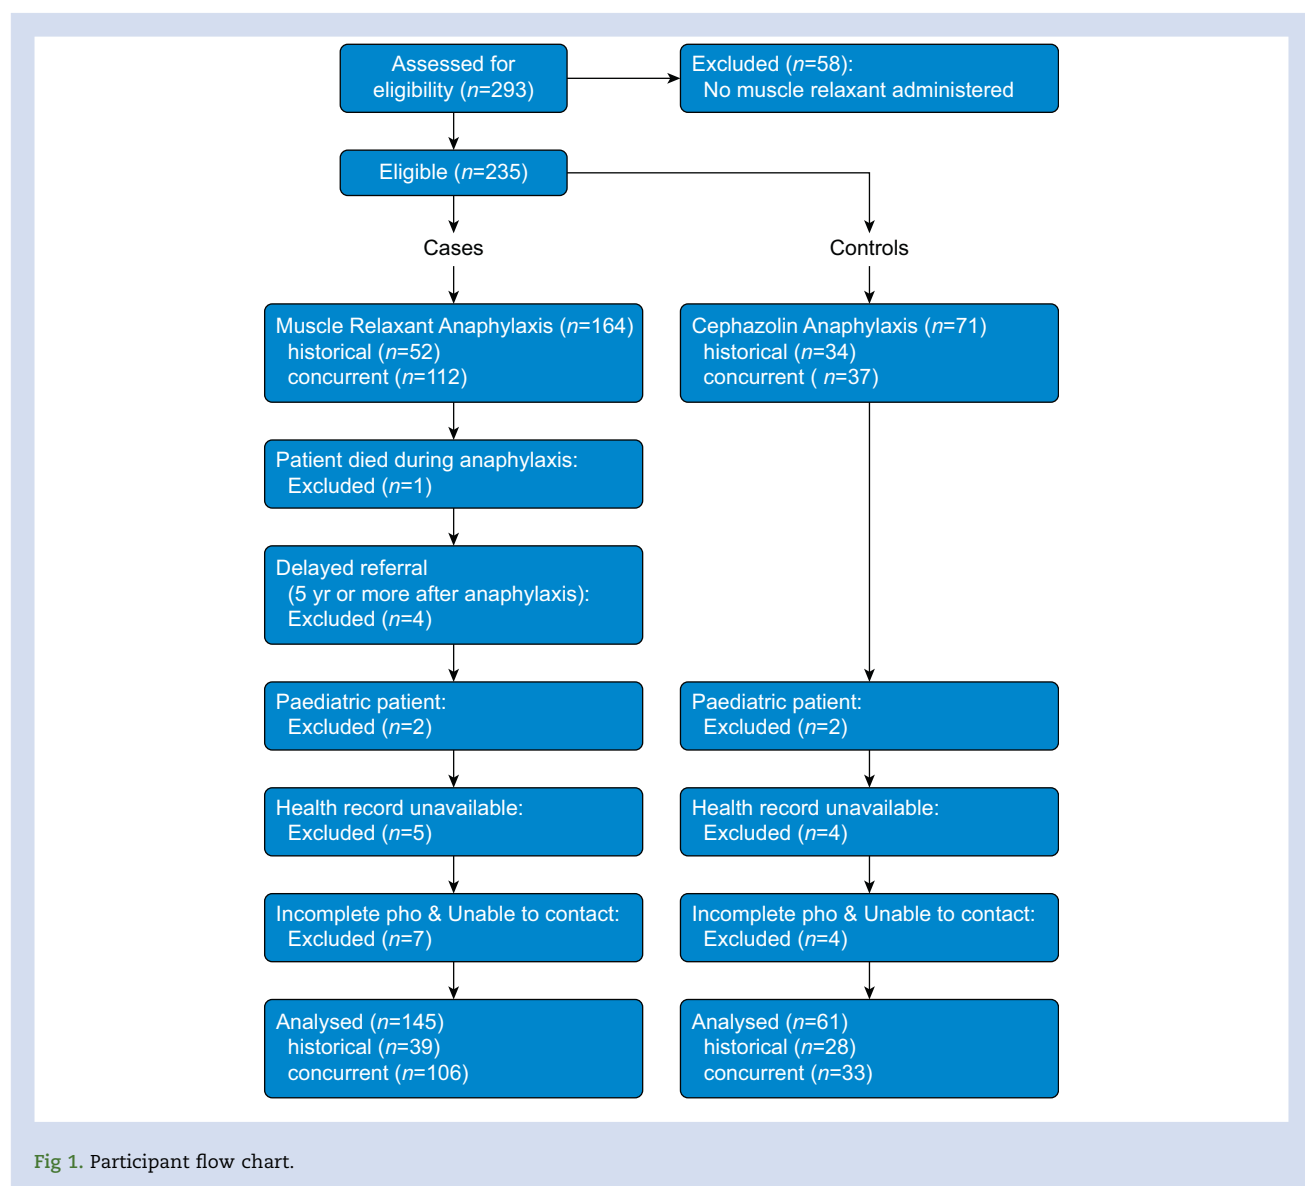 Assessed for
eligibility (n=293)
Excluded (n=58):
No muscle relaxant administered
Eligible (n=235)
Cases
Controls
Muscle Relaxant Anaphylaxis (n=164)
historical (n=52)
concurrent (n=112)
Cephazolin Anaphylaxis (n=71)
historical (n=34)
concurrent ( n=37)
Patient died during anaphylaxis:
Excluded (n=1)
Delayed referral
(5 yr or more after anaphylaxis):
Excluded (n=4)
Paediatric patient:
Excluded (n=2)
Paediatric patient:
Excluded (n=2)
Health record unavailable:
Excluded (n=5)
Health record unavailable:
Excluded (n=4)
Incomplete pho & Unable to contact:
Excluded (n=7)
Incomplete pho & Unable to contact:
Excluded (n=4)
Analysed (n=145)
historical (n=39)
concurrent (n=106)
Analysed (n=61)
historical (n=28)
concurrent (n=33)
Fig 1. Participant flow chart.